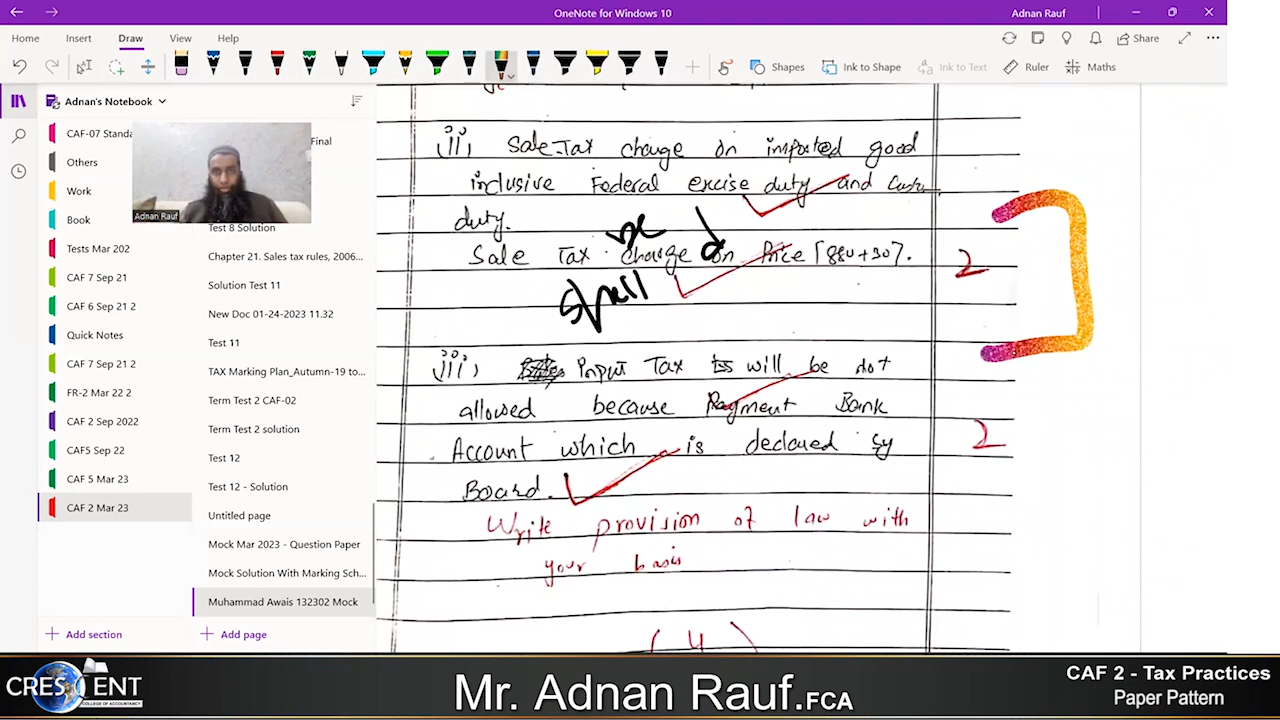 OneNote for Windows 10
Adnan Rauf
Home Insert Draw View Help
Share
Shapes
Ink to Shape
Ink to Text
Ruler
Maths
Adnan's Notebook
CAF-07 Standa
Others
Work
Book
Tests Mar 202
CAF 7 Sep 21
CAF 6 Sep 21 2
Quick Notes
CAF 7 Sep 21 2
FR-2 Mar 22 2
CAF 2 Sep 2022
CAF5 Sep 22
CAF 5 Mar 23
CAF 2 Mar 23
Add section
Final
Adnan Rauf
Test 8 Solution
Chapter 21. Sales tax rules, 2006...
Solution Test 11
New Doc 01-24-2023 11.32
Test 11
TAX Marking Plan_Autumn-19 to...
Term Test 2 CAF-02
Term Test 2 solution
Test 12
Test 12 - Solution
Untitled page
Mock Mar 2023 - Question Paper
Mock Solution With Marking Sch...
Muhammad Awais 132302 Mock
Add page
ii, Sale-Tax charge on imported good
inclusive Federal excise duty and Custom
duty.
Sale Tax charge on Price [880+30].
2
shall
d
iii, Input Tax will be not
allowed because Payment Bank
Account which is declared by
Board.
2
Write provision of law with
your basis
(4)
CRESCENT
COLLEGE OF ACCOUNTANCY
Mr. Adnan Rauf.FCA
CAF 2 - Tax Practices
Paper Pattern